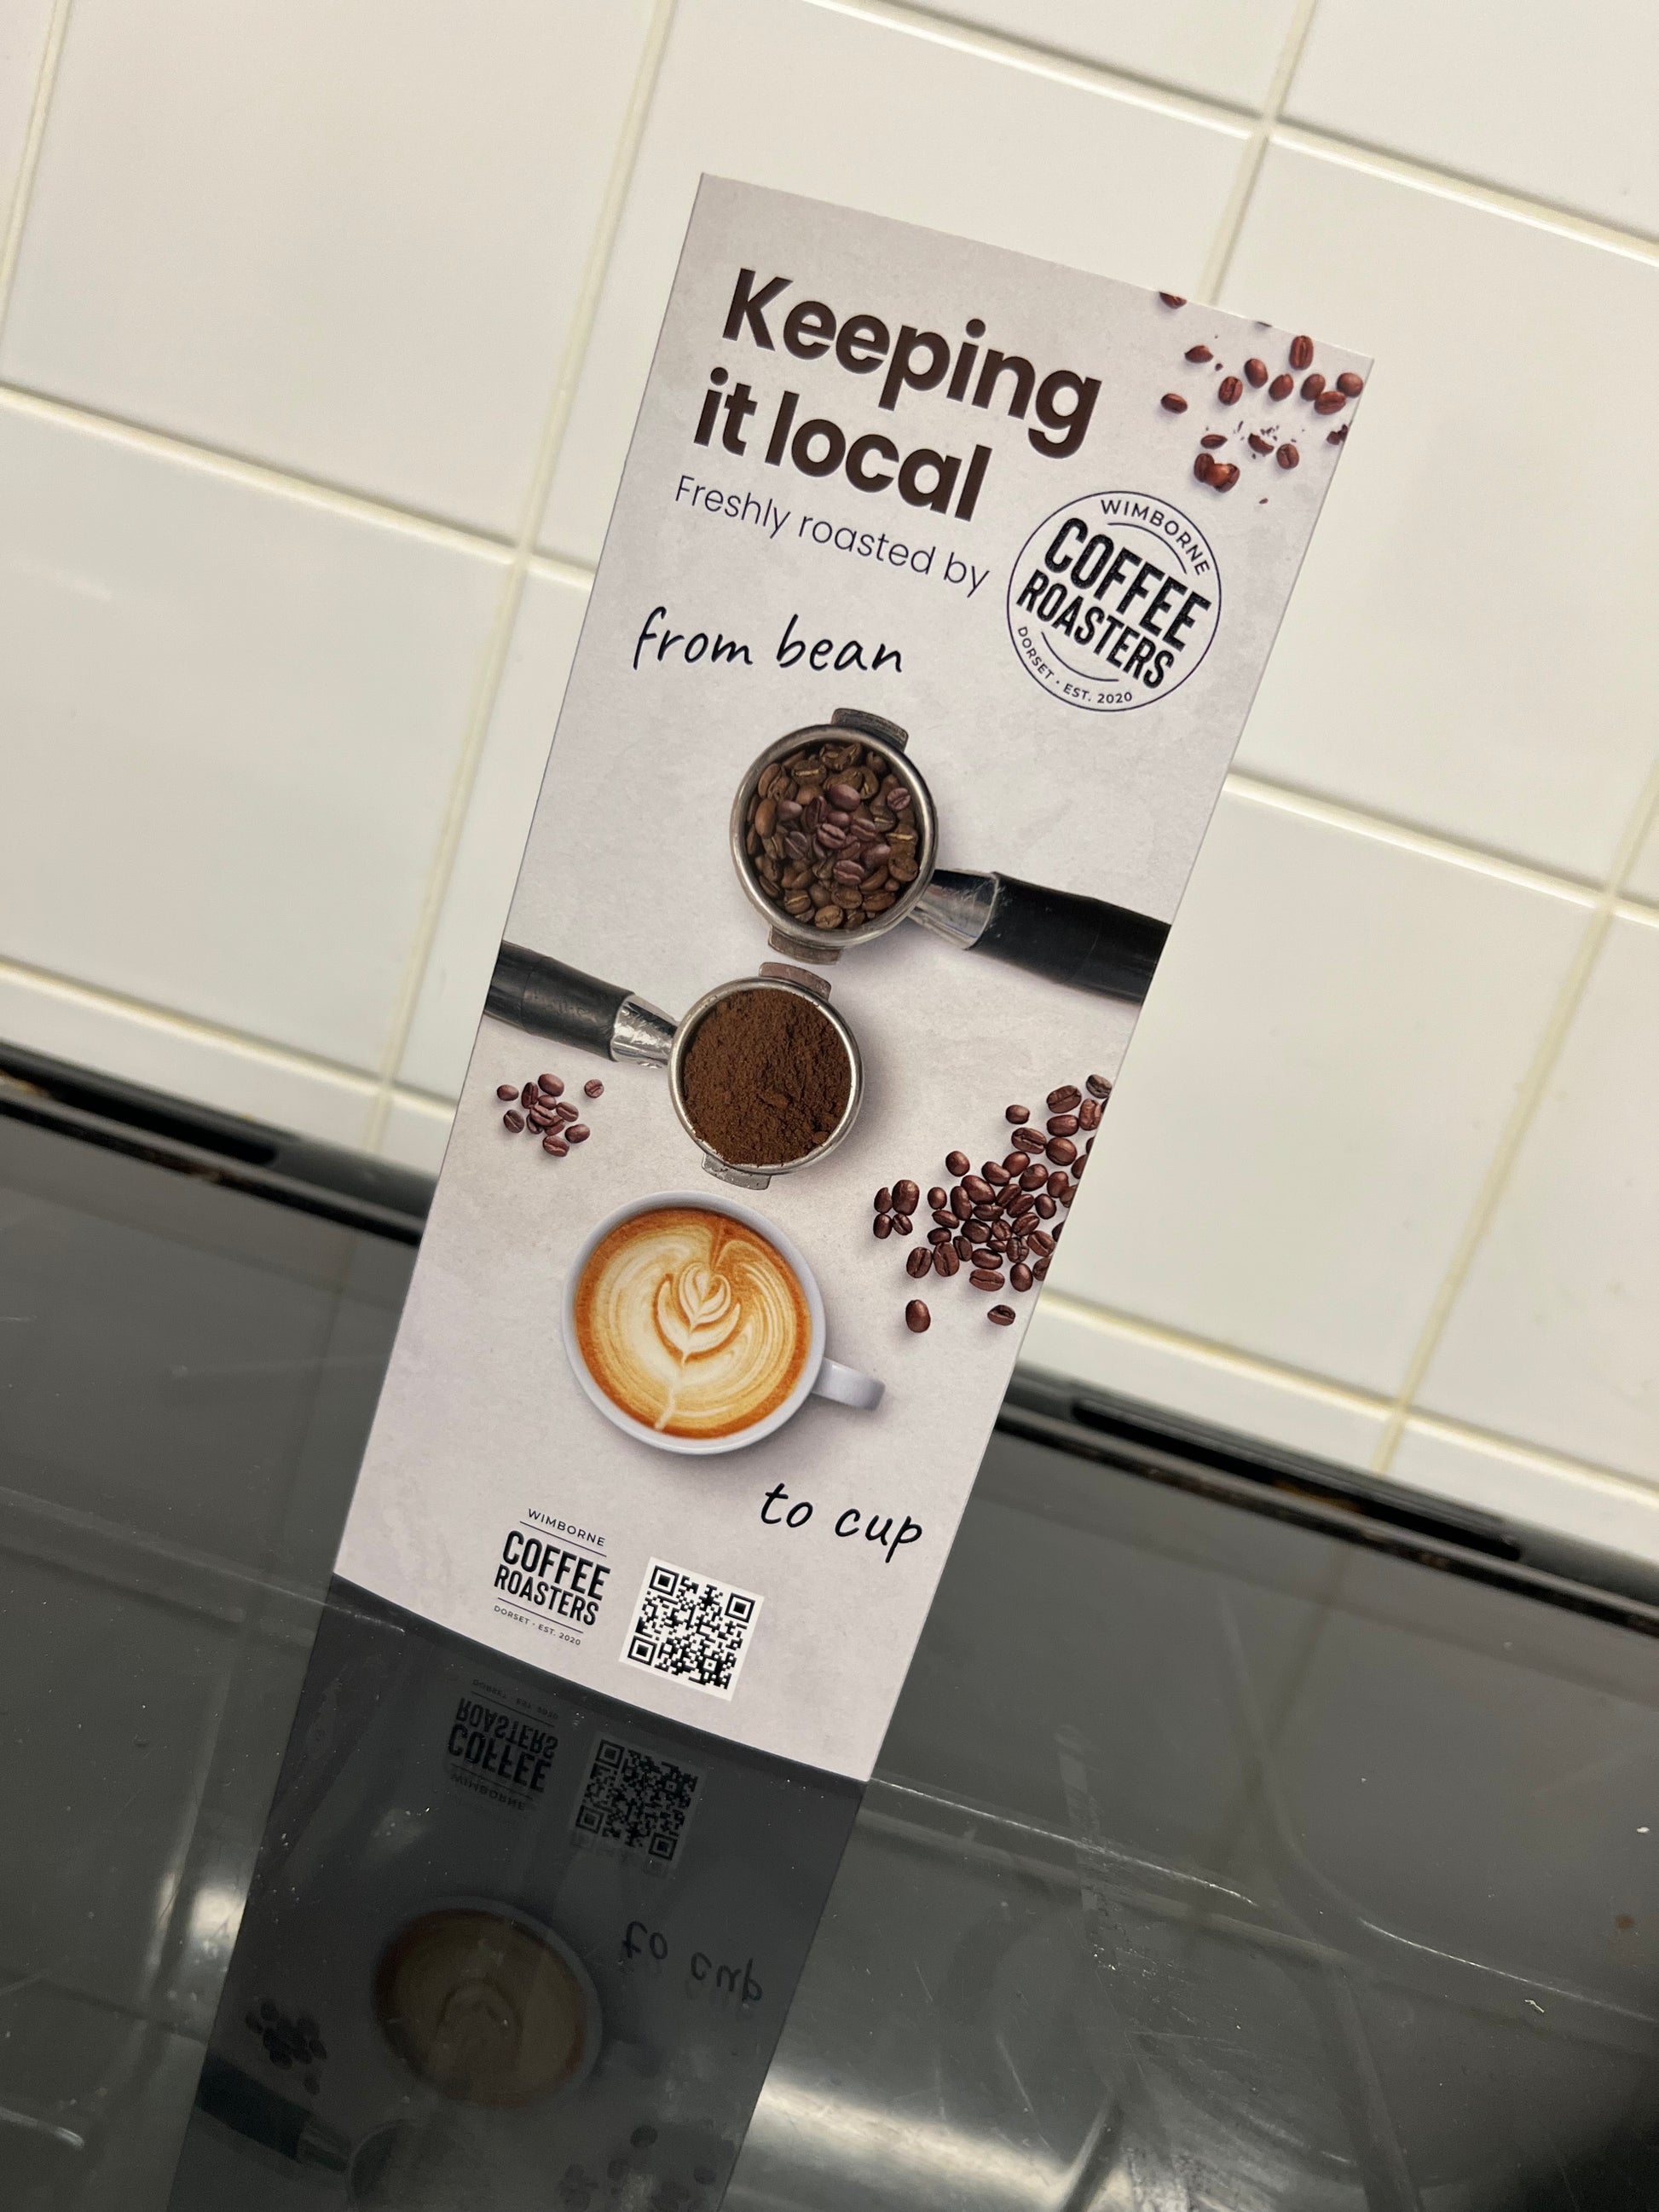 Keeping
it local
Freshly roasted by
WIMBORNE
COFFEE
ROASTERS
DORSET · EST. 2020
from bean
to cup
WIMBORNE
COFFEE
ROASTERS
DORSET · EST. 2020